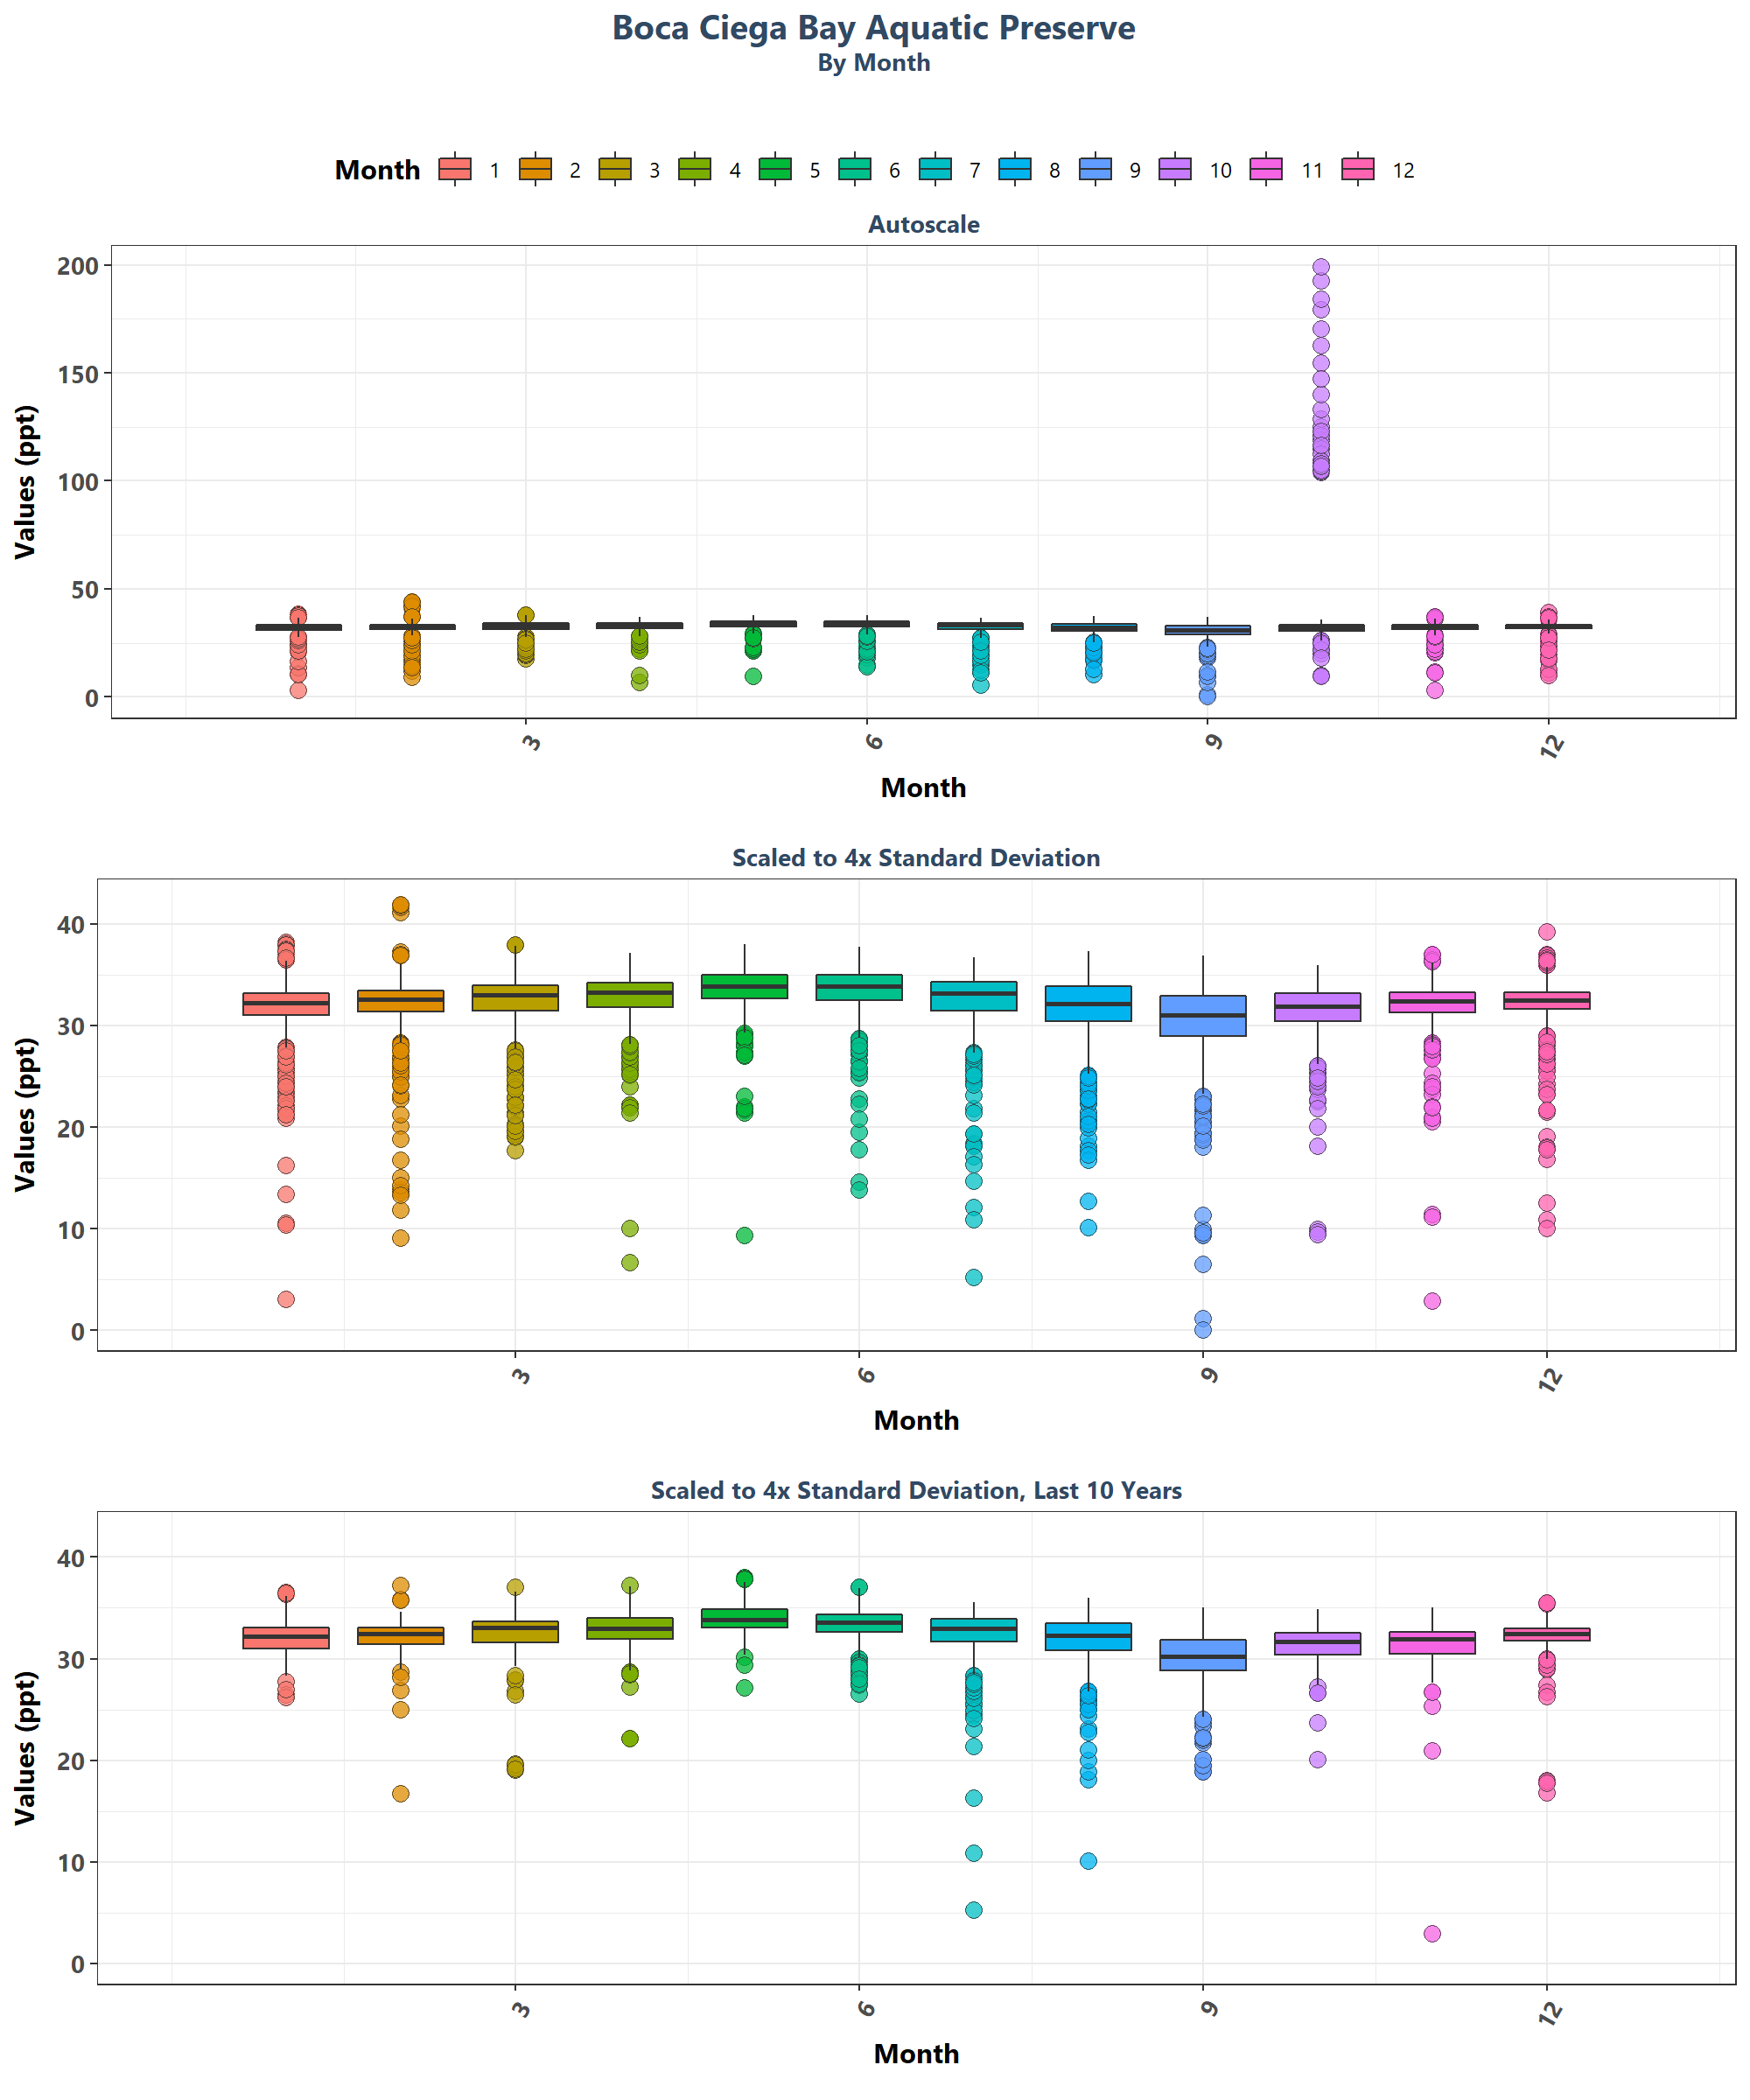 Boca Ciega Bay Aquatic Preserve
By Month
Month 1 2 3 4 5 6 7 8 9 10 11 12
Autoscale
Values (ppt)
200
150
100
50
0
3 6 9 12
Month
Scaled to 4x Standard Deviation
Values (ppt)
40
30
20
10
0
3 6 9 12
Month
Scaled to 4x Standard Deviation, Last 10 Years
Values (ppt)
40
30
20
10
0
3 6 9 12
Month